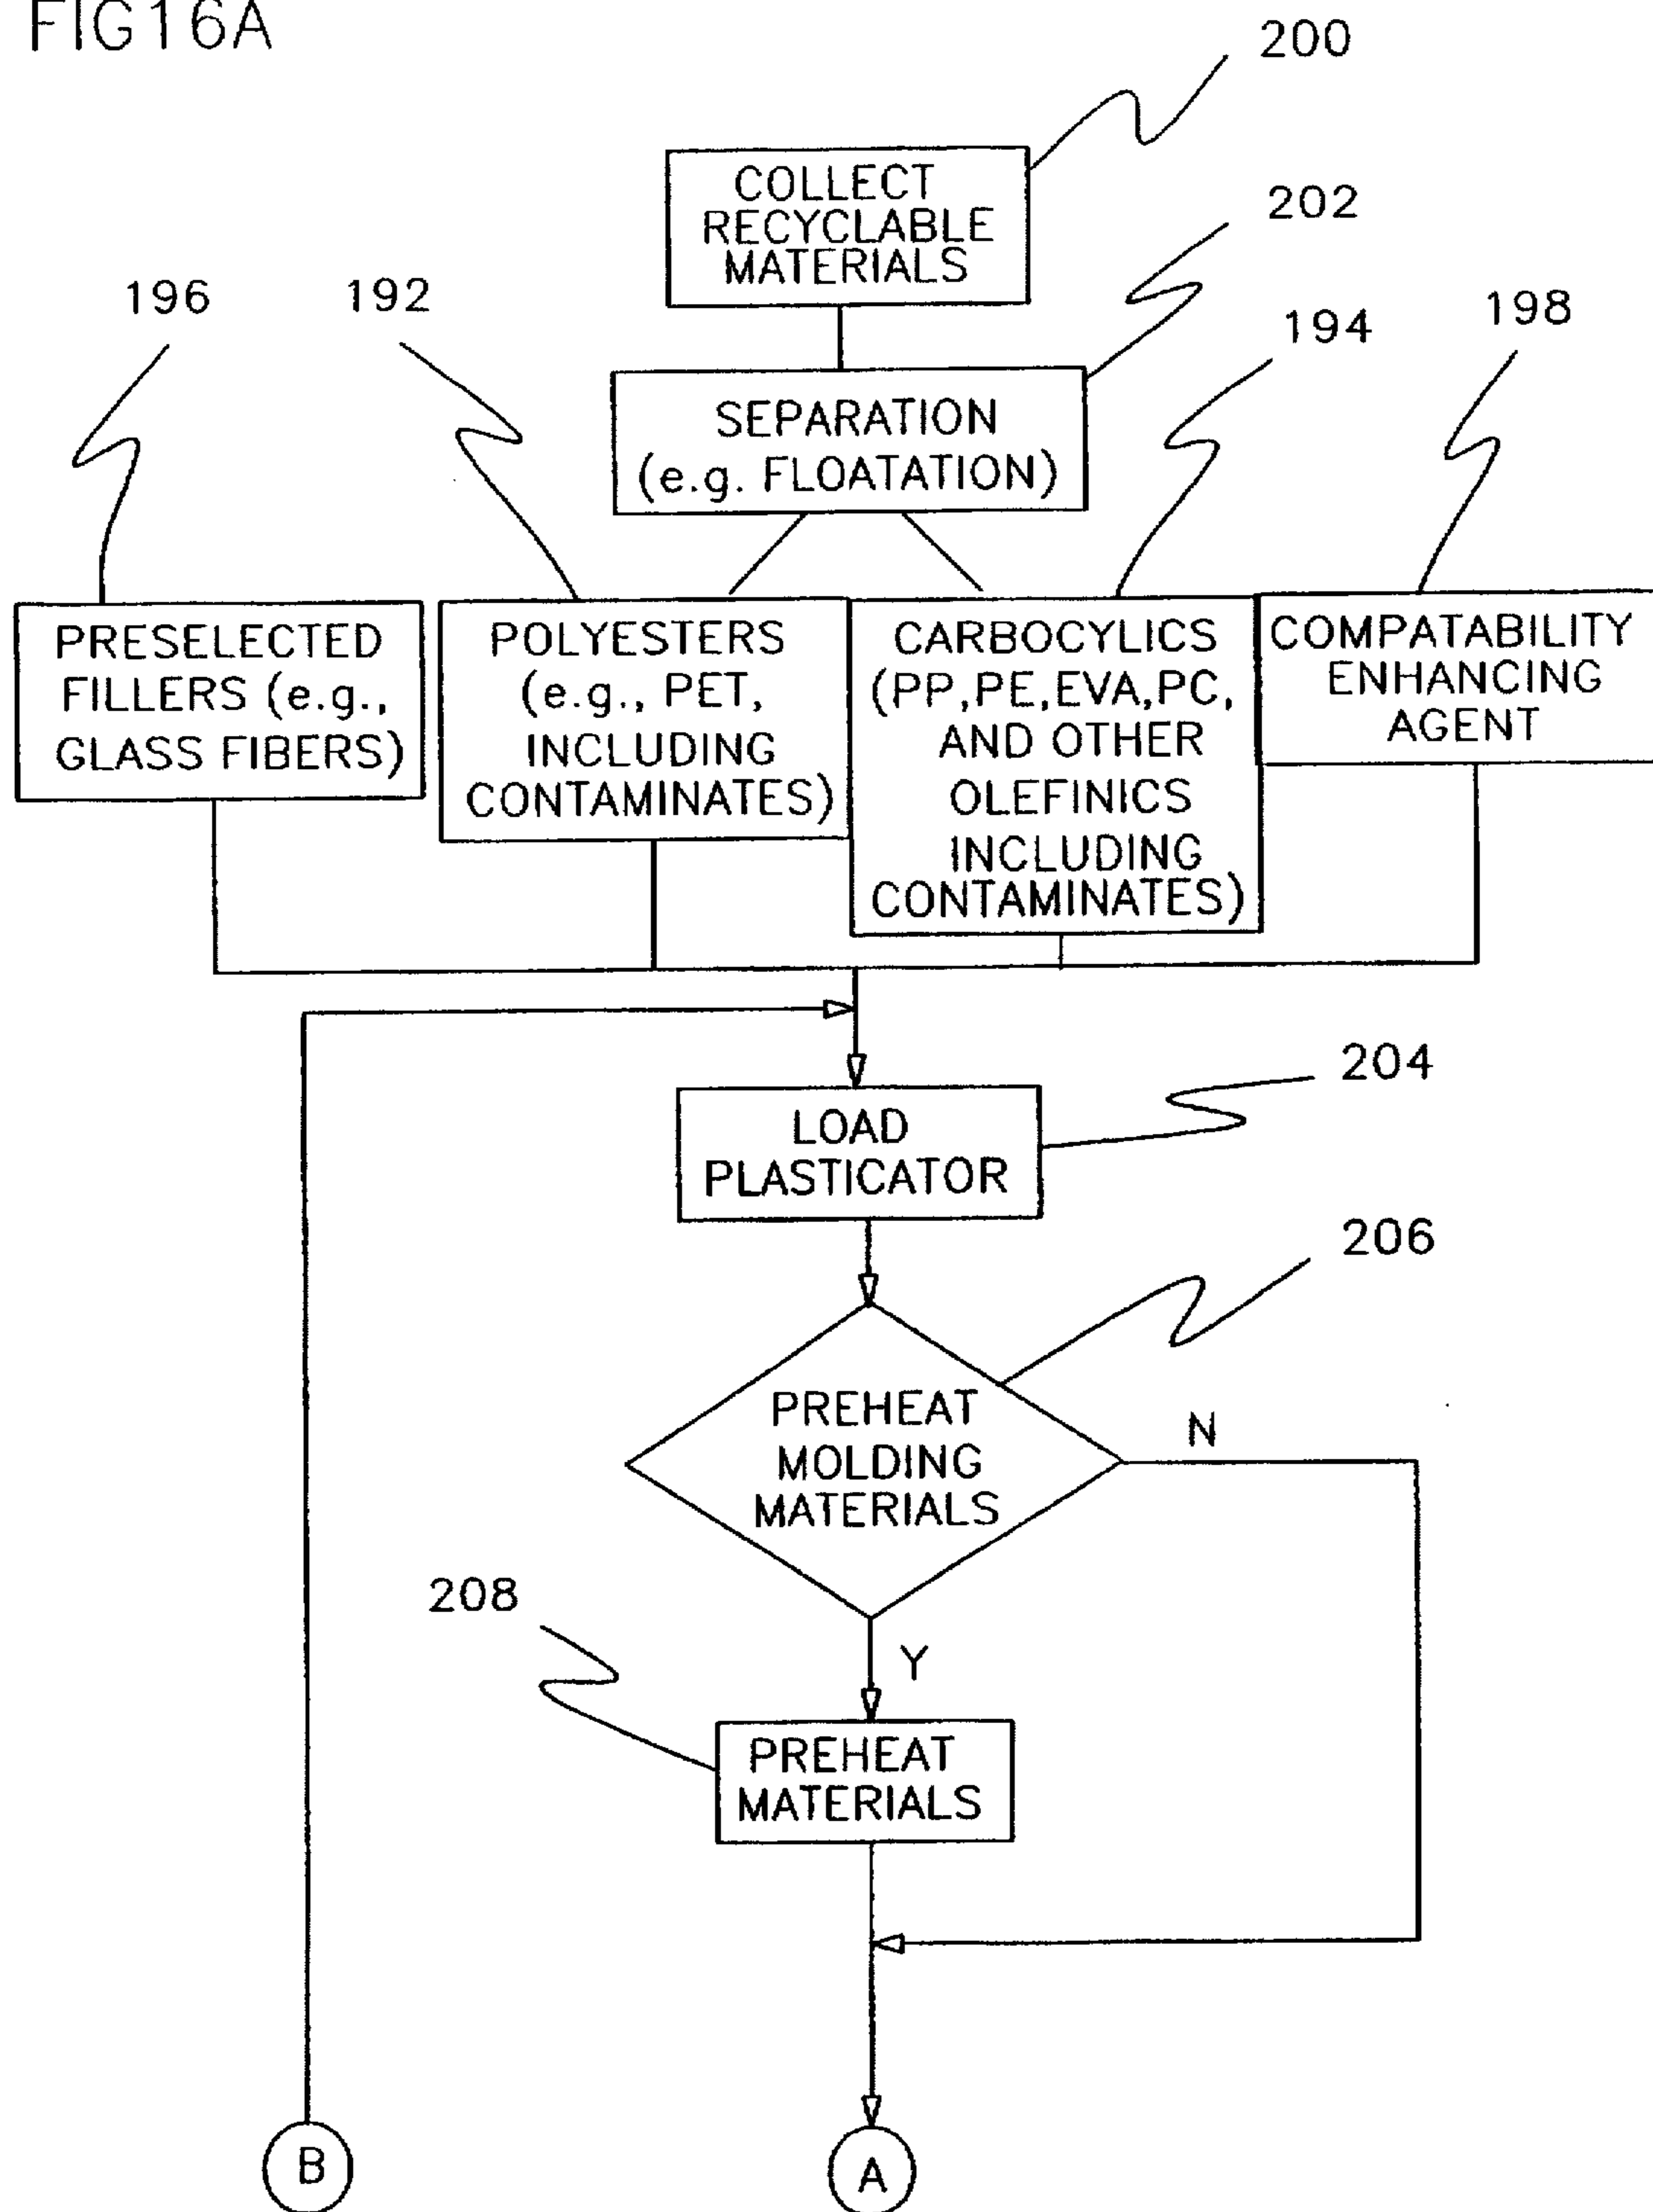 FIG16A
200
COLLECT
RECYCLABLE
MATERIALS
202
SEPARATION
(e.g. FLOATATION)
196
192
194
198
PRESELECTED
FILLERS (e.g.,
GLASS FIBERS)
POLYESTERS
(e.g., PET,
INCLUDING
CONTAMINATES)
CARBOCYLICS
(PP,PE,EVA,PC,
AND OTHER
OLEFINICS
INCLUDING
CONTAMINATES)
COMPATABILITY
ENHANCING
AGENT
204
LOAD
PLASTICATOR
206
PREHEAT
MOLDING
MATERIALS
N
208
Y
PREHEAT
MATERIALS
B
A